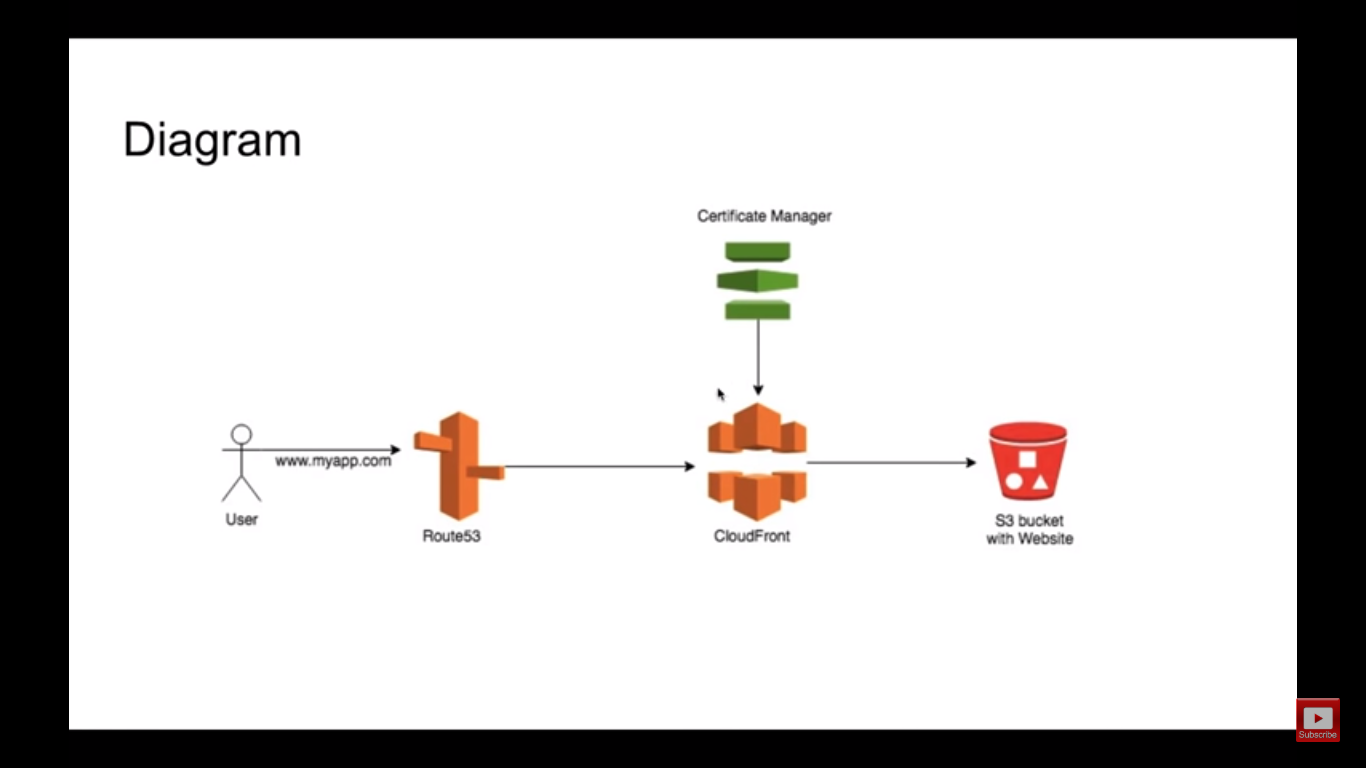 Diagram
Certificate Manager
www.myapp.com
User
Route53
CloudFront
S3 bucket
with Website
Subscribe